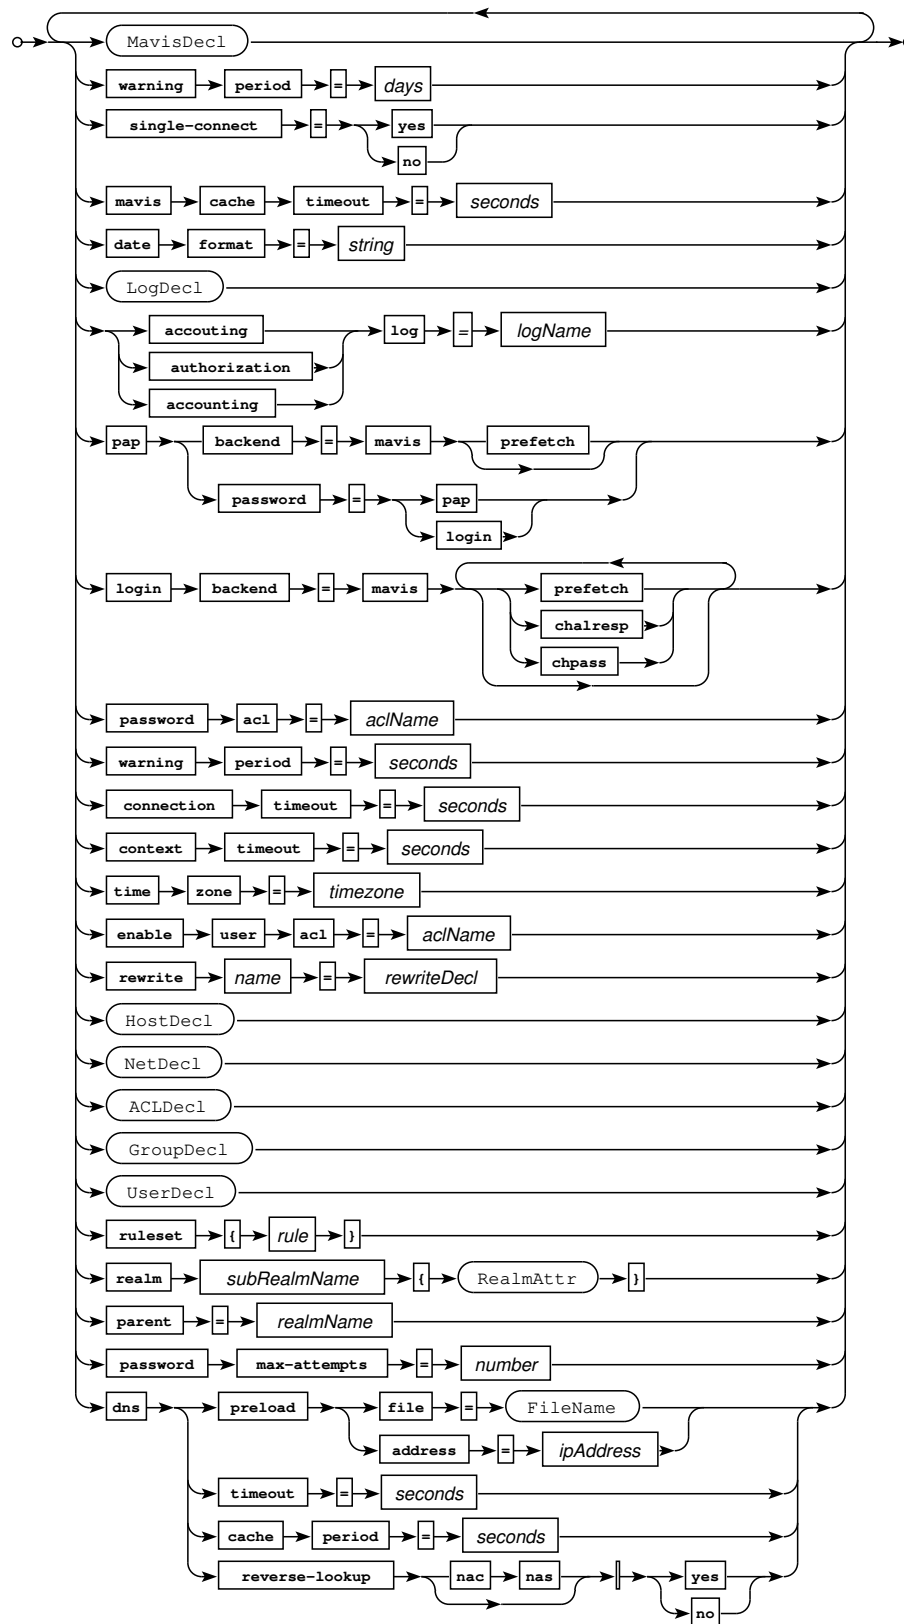 MavisDecl
warning period = days
single-connect = yes
no
mavis cache timeout = seconds
date format = string
LogDecl
accouting log = logName
authorization
accounting
pap backend = mavis prefetch
password = pap
login
login backend = mavis prefetch
chalresp
chpass
password acl = aclName
warning period = seconds
connection timeout = seconds
context timeout = seconds
time zone = timezone
enable user acl = aclName
rewrite name = rewriteDecl
HostDecl
NetDecl
ACLDecl
GroupDecl
UserDecl
ruleset { rule }
realm subRealmName { RealmAttr }
parent = realmName
password max-attempts = number
dns preload file = FileName
address = ipAddress
timeout = seconds
cache period = seconds
reverse-lookup nac nas yes
no